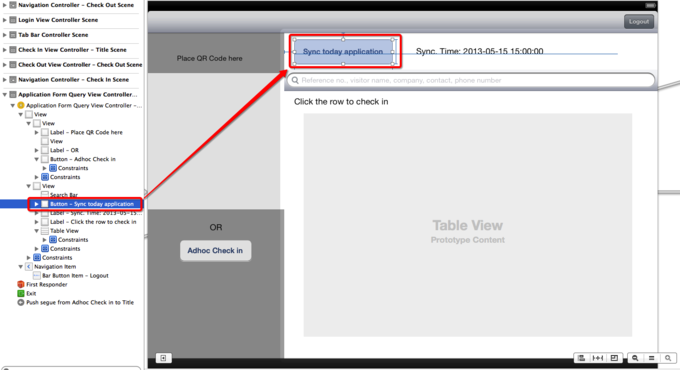 Navigation Controller - Check Out Scene
Login View Controller Scene
Tab Bar Controller Scene
Check In View Controller - Title Scene
Check Out View Controller - Check Out Scene
Navigation Controller - Check In Scene
Application Form Query View Controller...
Application Form Query View Controller -...
View
View
Label - Place QR Code here
View
Label - OR
Button - Adhoc Check in
Constraints
Constraints
View
Search Bar
Button - Sync today application
Label - Sync. Time: 2013-05-15...
Label - Click the row to check in
Table View
Constraints
Constraints
Constraints
Navigation Item
Bar Button Item - Logout
First Responder
Exit
Push segue from Adhoc Check in to Title
Logout
Place QR Code here
Sync today application
Sync. Time: 2013-05-15 15:00:00
Reference no., visitor name, company, contact, phone number
Click the row to check in
Table View
Prototype Content
OR
Adhoc Check in